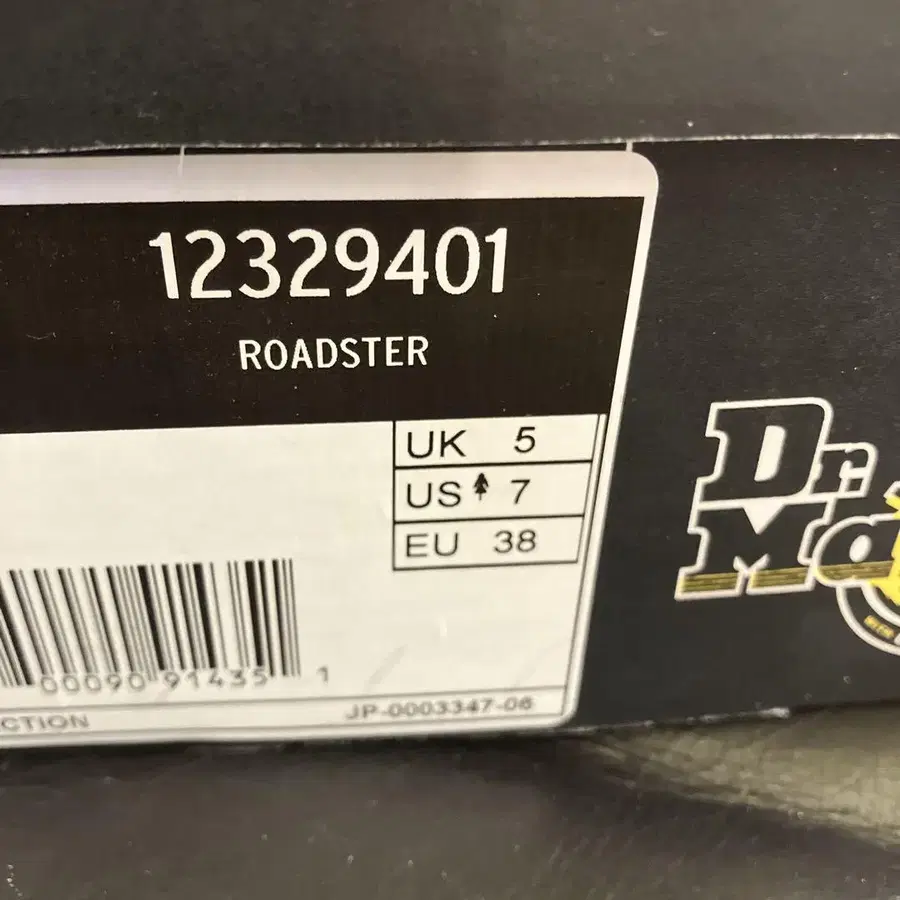 12329401
ROADSTER
UK 5
US 7
EU 38
00090 91435 1
CTION
JP-0003347-06
Dr
Ma